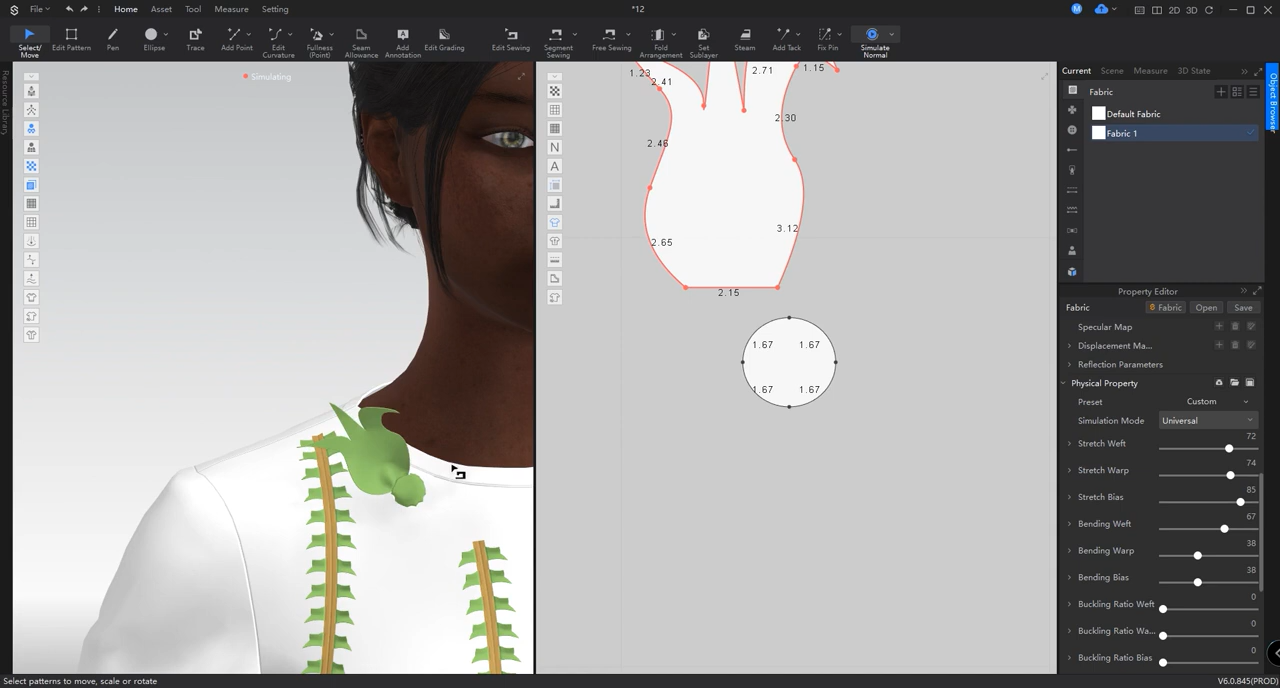 File Home Asset Tool Measure Setting *12 M 2D 3D
Select/ Move Edit Pattern Pen Ellipse Trace Add Point Edit Curvature Fullness (Point) Seam Allowance Add Annotation Edit Grading Edit Sewing Segment Sewing Free Sewing Fold Arrangement Set Sublayer Steam Add Tack Fix Pin Simulate Normal
Resource Library
Simulating
1.23
2.41
2.71
1.15
2.30
2.46
2.65
3.12
2.15
1.67 1.67
1.67 1.67
N
A
Current Scene Measure 3D State
Object Browser
Fabric
Default Fabric
Fabric 1
Property Editor
Fabric Fabric Open Save
Specular Map
Displacement Ma...
Reflection Parameters
Physical Property
Preset Custom
Simulation Mode Universal
Stretch Weft 72
Stretch Warp 74
Stretch Bias 85
Bending Weft 67
Bending Warp 38
Bending Bias 38
Buckling Ratio Weft 0
Buckling Ratio Wa... 0
Buckling Ratio Bias 0
Select patterns to move, scale or rotate V6.0.845(PROD)